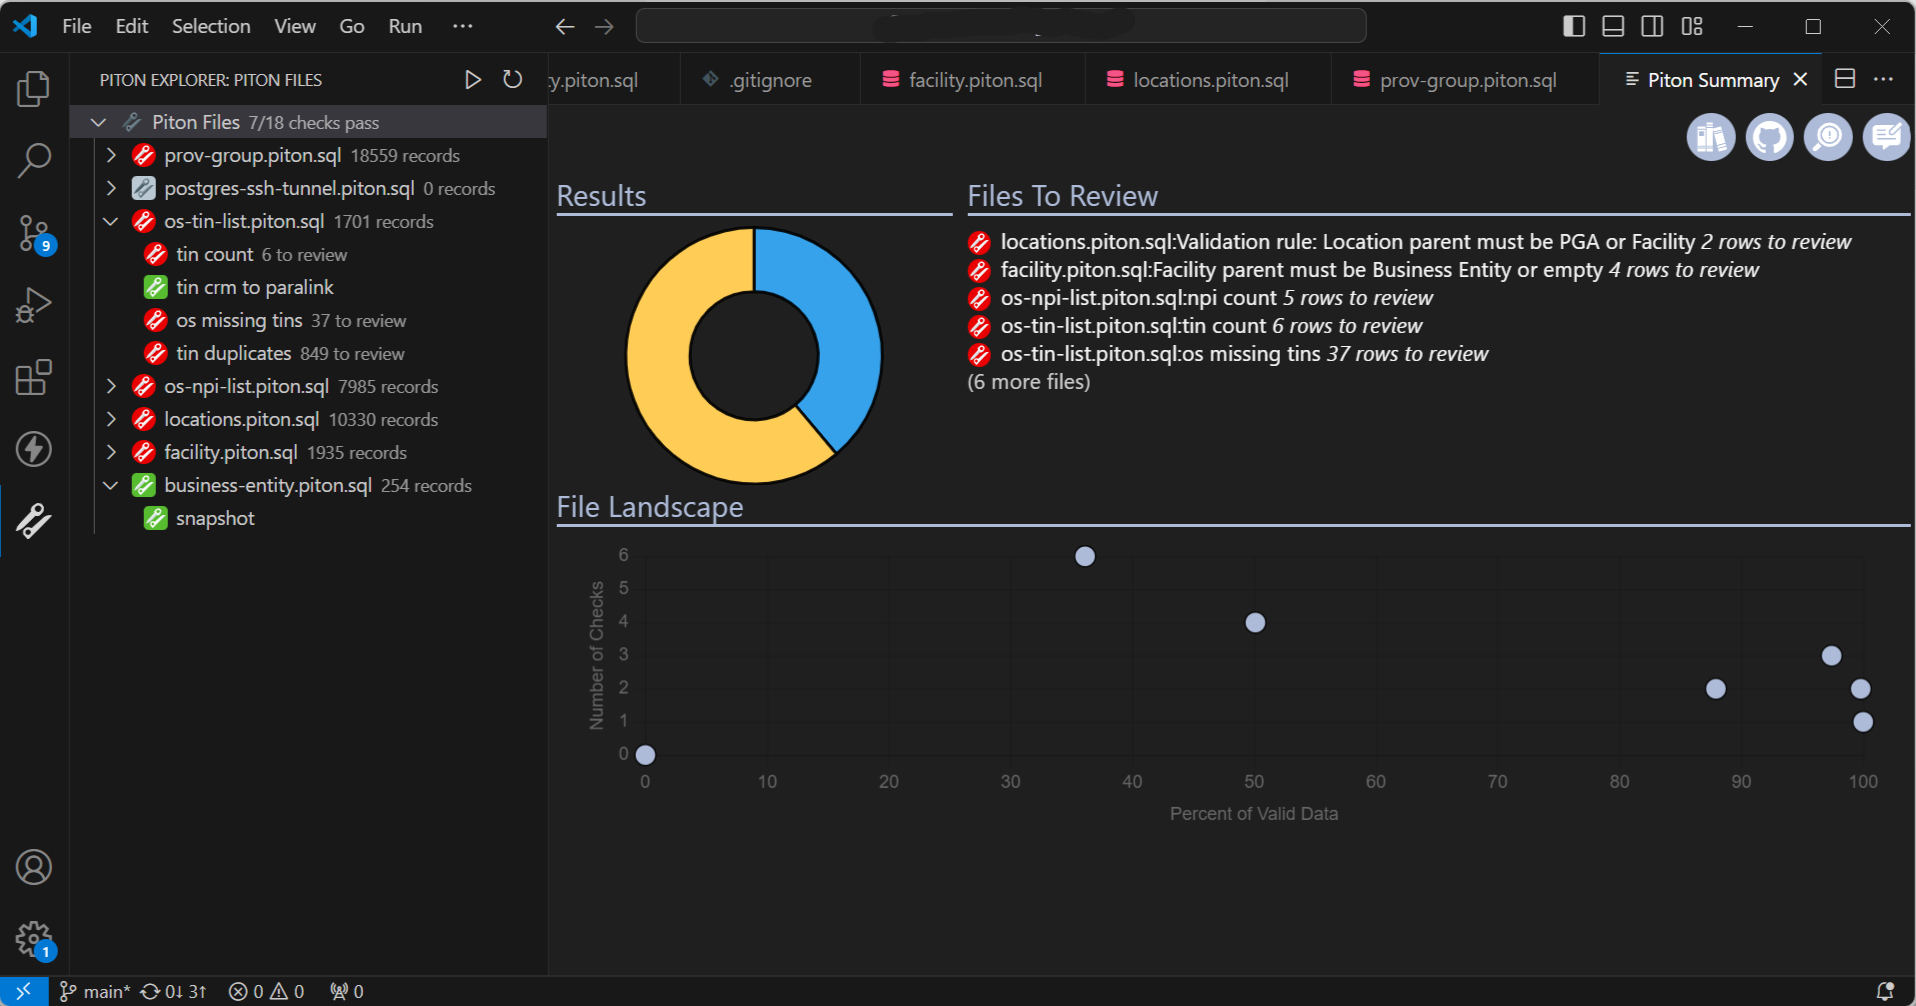 File Edit Selection View Go Run ···
PITON EXPLORER: PITON FILES
y.piton.sql .gitignore facility.piton.sql locations.piton.sql prov-group.piton.sql Piton Summary
Piton Files 7/18 checks pass
prov-group.piton.sql 18559 records
postgres-ssh-tunnel.piton.sql 0 records
os-tin-list.piton.sql 1701 records
tin count 6 to review
tin crm to paralink
os missing tins 37 to review
tin duplicates 849 to review
os-npi-list.piton.sql 7985 records
locations.piton.sql 10330 records
facility.piton.sql 1935 records
business-entity.piton.sql 254 records
snapshot
9
1
Results
Files To Review
locations.piton.sql:Validation rule: Location parent must be PGA or Facility 2 rows to review
facility.piton.sql:Facility parent must be Business Entity or empty 4 rows to review
os-npi-list.piton.sql:npi count 5 rows to review
os-tin-list.piton.sql:tin count 6 rows to review
os-tin-list.piton.sql:os missing tins 37 rows to review
(6 more files)
File Landscape
Number of Checks
6
5
4
3
2
1
0
0 10 20 30 40 50 60 70 80 90 100
Percent of Valid Data
main* 0↓ 3↑ 0 0 0